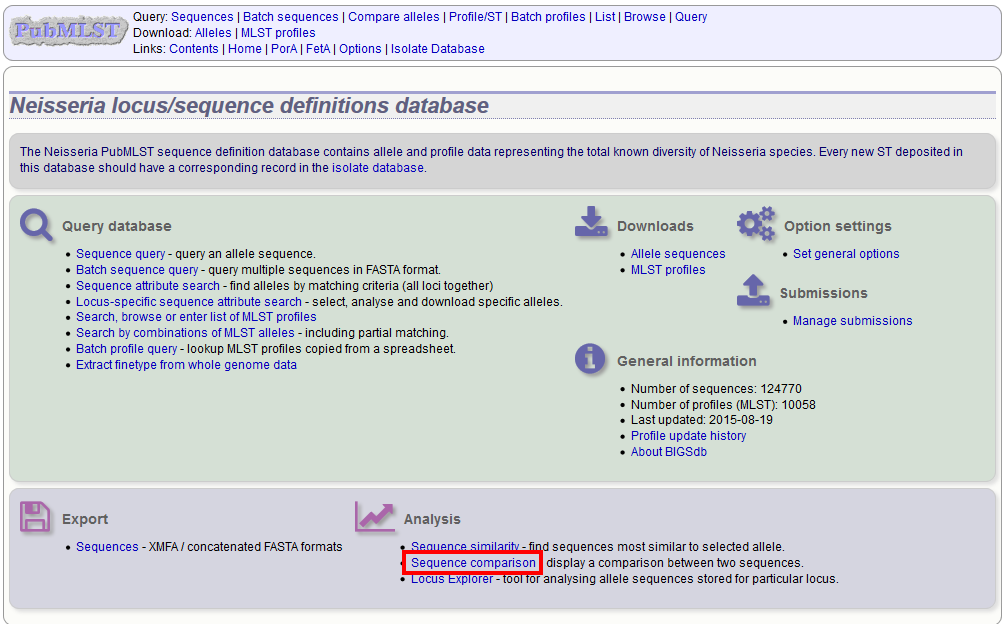 PubMLST
Query: Sequences | Batch sequences | Compare alleles | Profile/ST | Batch profiles | List | Browse | Query
Download: Alleles | MLST profiles
Links: Contents | Home | PorA | FetA | Options | Isolate Database
Neisseria locus/sequence definitions database
The Neisseria PubMLST sequence definition database contains allele and profile data representing the total known diversity of Neisseria species. Every new ST deposited in
this database should have a corresponding record in the isolate database.
Query database
• Sequence query - query an allele sequence.
• Batch sequence query - query multiple sequences in FASTA format.
• Sequence attribute search - find alleles by matching criteria (all loci together)
• Locus-specific sequence attribute search - select, analyse and download specific alleles.
• Search, browse or enter list of MLST profiles
• Search by combinations of MLST alleles - including partial matching.
• Batch profile query - lookup MLST profiles copied from a spreadsheet.
• Extract finetype from whole genome data
Downloads
• Allele sequences
• MLST profiles
Option settings
• Set general options
Submissions
• Manage submissions
General information
• Number of sequences: 124770
• Number of profiles (MLST): 10058
• Last updated: 2015-08-19
• Profile update history
• About BIGSdb
Export
• Sequences - XMFA / concatenated FASTA formats
Analysis
• Sequence similarity - find sequences most similar to selected allele.
• Sequence comparison display a comparison between two sequences.
• Locus Explorer - tool for analysing allele sequences stored for particular locus.